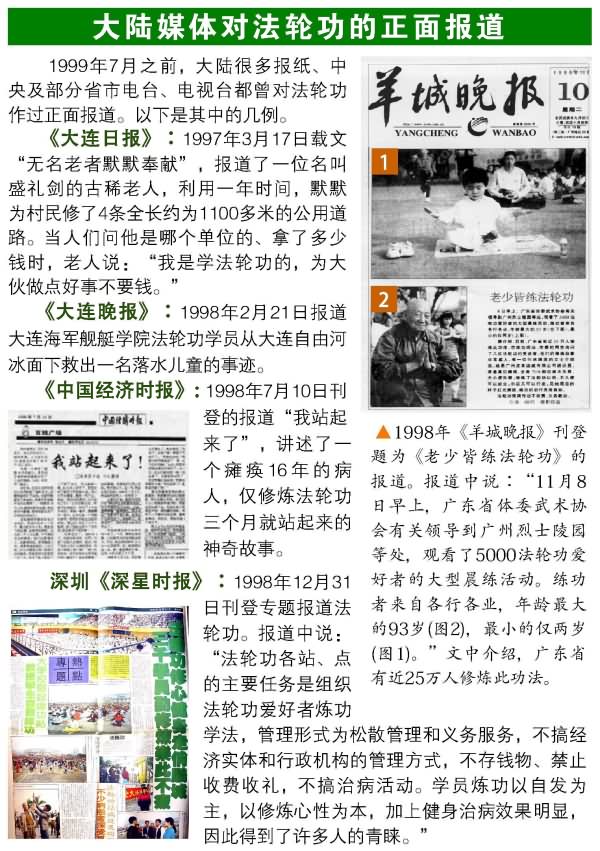 大陆媒体对法轮功的正面报道
1999年7月之前，大陆很多报纸、中
央及部分省市电台、电视台都曾对法轮功
作过正面报道。以下是其中的几例。
《大连日报》：1997年3月17日载文
“无名老者默默奉献”，报道了一位名叫
盛礼剑的古稀老人，利用一年时间，默默
为村民修了4条全长约为1100多米的公用道
路。当人们问他是哪个单位的、拿了多少
钱时，老人说：“我是学法轮功的，为大
伙做点好事不要钱。”
《大连晚报》：1998年2月21日报道
大连海军舰艇学院法轮功学员从大连自由河
冰面下救出一名落水儿童的事迹。
《中国经济时报》:1998年7月10日刊
登的报道“我站起
来了”，讲述了一
个瘫痪16年的病
人，仅修炼法轮功
三个月就站起来的
神奇故事。
中国经济时报
百姓广场
我站起来了！
深圳《深星时报》：1998年12月31
日刊登专题报道法
轮功。报道中说：
“法轮功各站、点
的主要任务是组织
法轮功爱好者炼功
学法，管理形式为松散管理和义务服务，不搞
经济实体和行政机构的管理方式，不存钱物、禁止
收费收礼，不搞治病活动。学员炼功以自发为
主，以修炼心性为本，加上健身治病效果明显，
因此得到了许多人的青睐。”
專熱
題點
羊城晚报
YANGCHENG WANBAO
10
星期二
1
2
老少皆练法轮功
▲1998年《羊城晚报》刊登
题为《老少皆练法轮功》的
报道。报道中说：“11月8
日早上，广东省体委武术协
会有关领导到广州烈士陵园
等处，观看了5000法轮功爱
好者的大型晨练活动。练功
者来自各行各业，年龄最大
的93岁(图2)，最小的仅两岁
(图1)。”文中介绍，广东省
有近25万人修炼此功法。